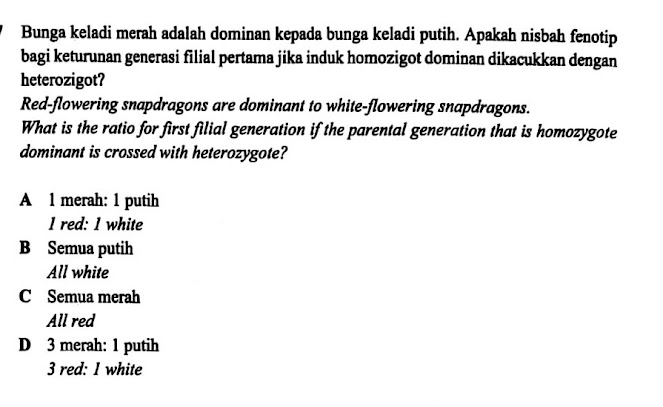 Bunga keladi merah adalah dominan kepada bunga keladi putih. Apakah nisbah fenotip
bagi keturunan generasi filial pertama jika induk homozigot dominan dikacukkan dengan
heterozigot?
Red-flowering snapdragons are dominant to white-flowering snapdragons.
What is the ratio for first filial generation if the parental generation that is homozygote
dominant is crossed with heterozygote?
A 1 merah: 1 putih
1 red: 1 white
B Semua putih
All white
C Semua merah
All red
D 3 merah: 1 putih
3 red: 1 white